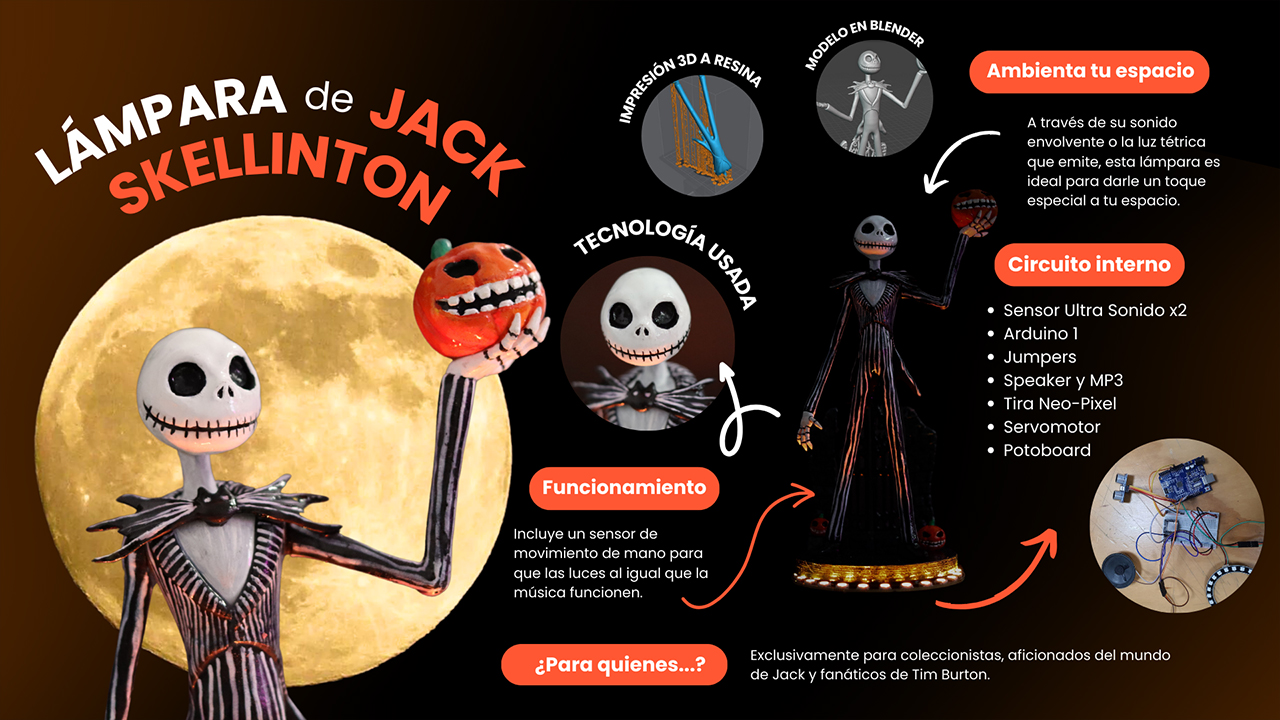 LÁMPARA de JACK
SKELLINTON
IMPRESIÓN 3D A RESINA
MODELO EN BLENDER
TECNOLOGÍA USADA
Ambienta tu espacio
A través de su sonido
envolvente o la luz tétrica
que emite, esta lámpara es
ideal para darle un toque
especial a tu espacio.
Circuito interno
• Sensor Ultra Sonido x2
• Arduino 1
• Jumpers
• Speaker y MP3
• Tira Neo-Pixel
• Servomotor
• Potoboard
Funcionamiento
Incluye un sensor de
movimiento de mano para
que las luces al igual que la
música funcionen.
¿Para quienes...?
Exclusivamente para coleccionistas, aficionados del mundo
de Jack y fanáticos de Tim Burton.